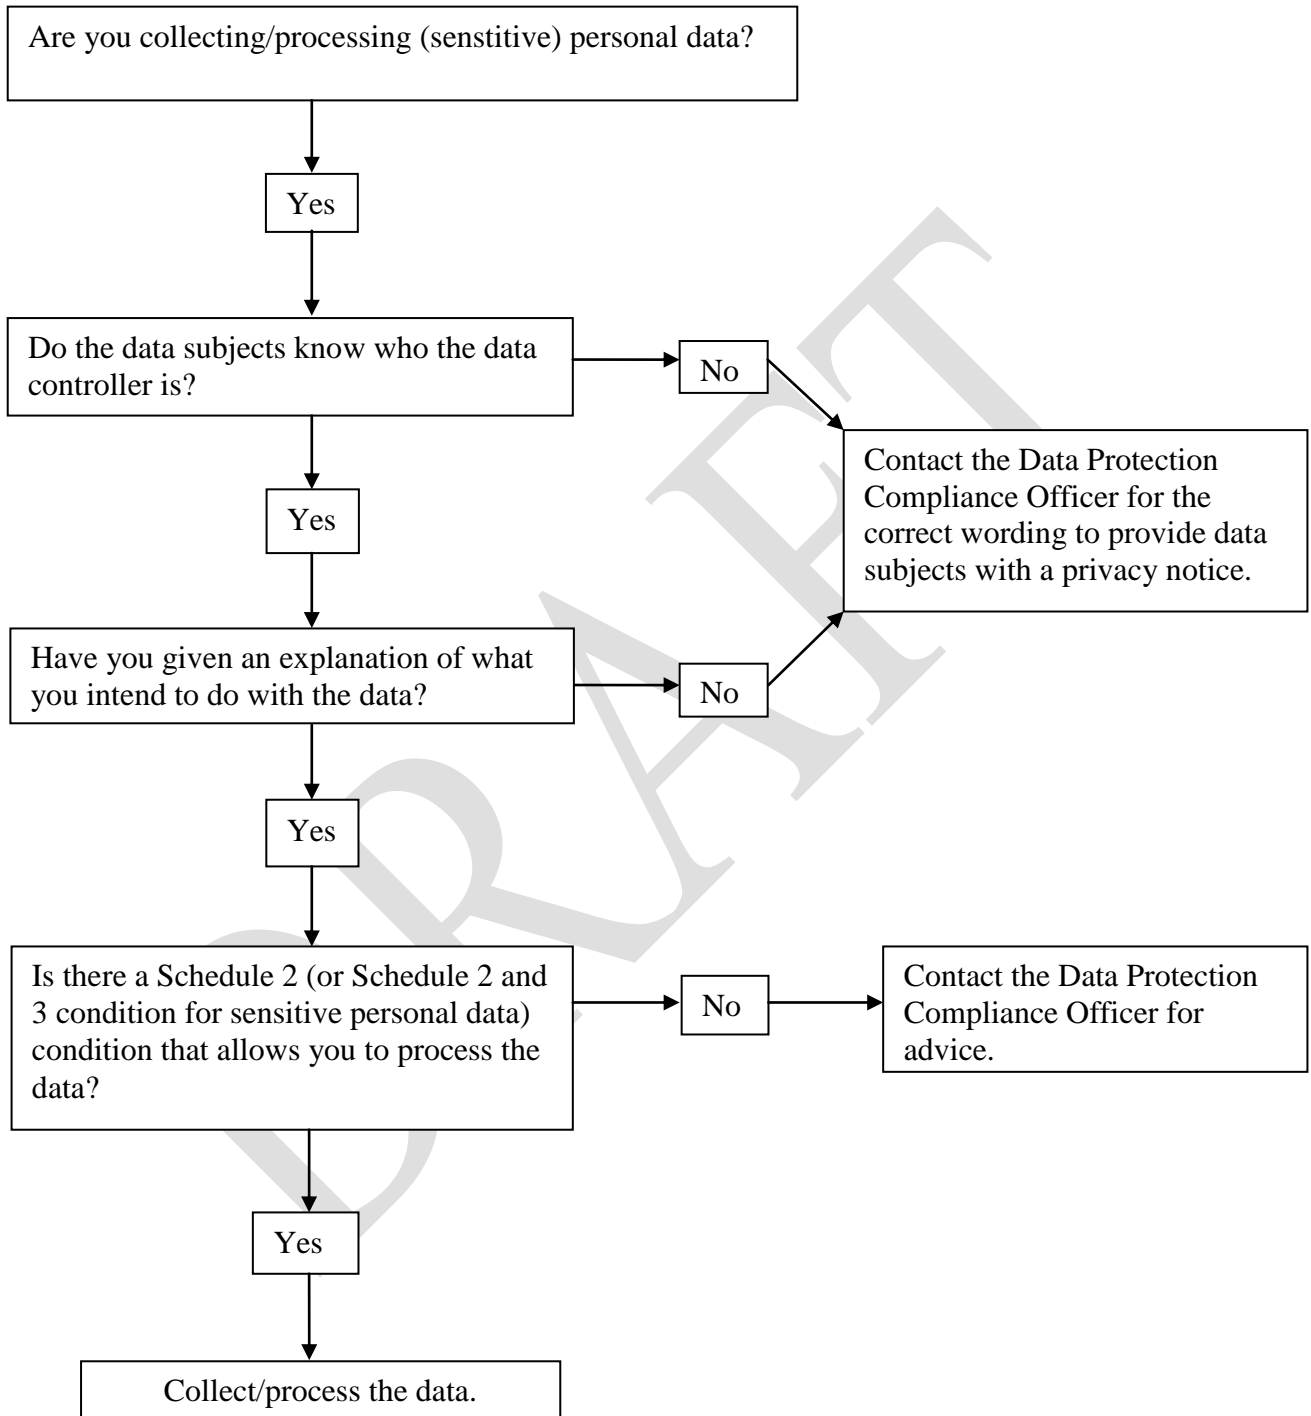 Are you collecting/processing (senstitive) personal data?
Yes
Do the data subjects know who the data
controller is?
No
Contact the Data Protection
Compliance Officer for the
correct wording to provide data
subjects with a privacy notice.
Yes
Have you given an explanation of what
you intend to do with the data?
No
Yes
Is there a Schedule 2 (or Schedule 2 and
3 condition for sensitive personal data)
condition that allows you to process the
data?
No
Contact the Data Protection
Compliance Officer for
advice.
Yes
Collect/process the data.
DRAFT